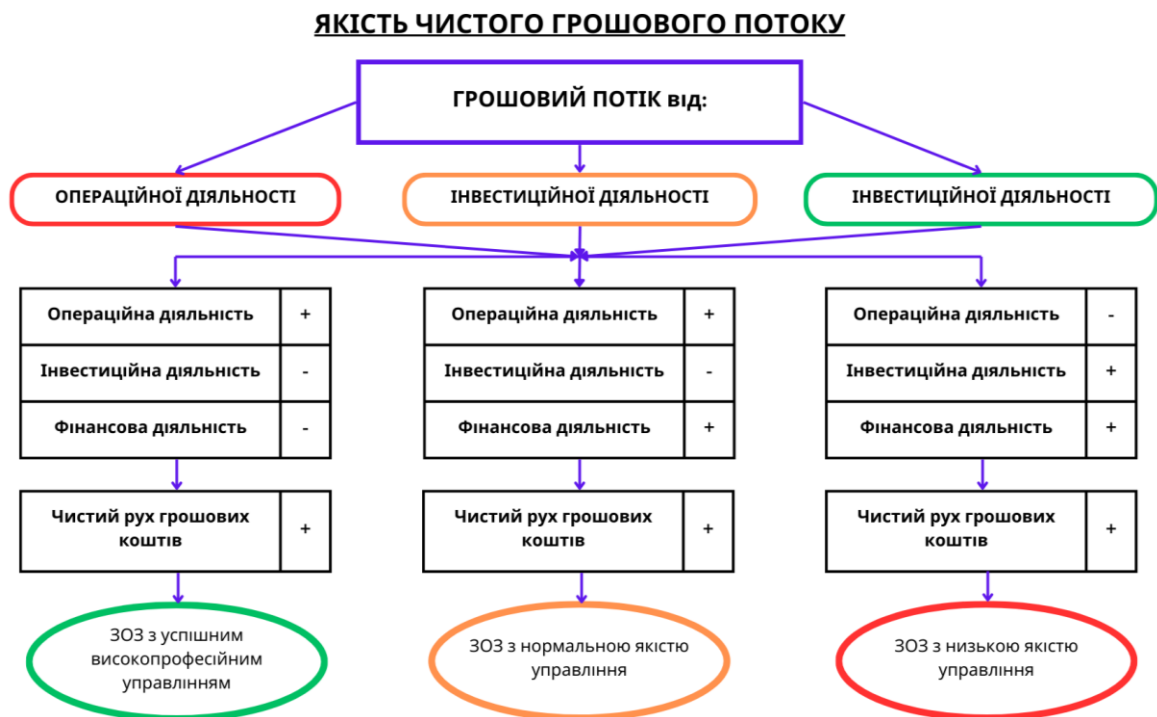 ЯКІСТЬ ЧИСТОГО ГРОШОВОГО ПОТОКУ
ГРОШОВИЙ ПОТІК від:
ОПЕРАЦІЙНОЇ ДІЯЛЬНОСТІ
ІНВЕСТИЦІЙНОЇ ДІЯЛЬНОСТІ
ІНВЕСТИЦІЙНОЇ ДІЯЛЬНОСТІ
Операційна діяльність +
Інвестиційна діяльність -
Фінансова діяльність -
Чистий рух грошових
коштів +
ЗОЗ з успішним
високопрофесійним
управлінням
Операційна діяльність +
Інвестиційна діяльність -
Фінансова діяльність +
Чистий рух грошових
коштів +
ЗОЗ з нормальною якістю
управління
Операційна діяльність -
Інвестиційна діяльність +
Фінансова діяльність +
Чистий рух грошових
коштів +
ЗОЗ з низькою якістю
управління